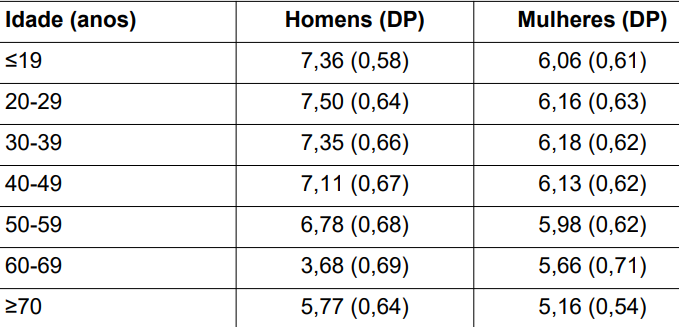 Idade (anos) Homens (DP) Mulheres (DP)
≤19 7,36 (0,58) 6,06 (0,61)
20-29 7,50 (0,64) 6,16 (0,63)
30-39 7,35 (0,66) 6,18 (0,62)
40-49 7,11 (0,67) 6,13 (0,62)
50-59 6,78 (0,68) 5,98 (0,62)
60-69 3,68 (0,69) 5,66 (0,71)
≥70 5,77 (0,64) 5,16 (0,54)